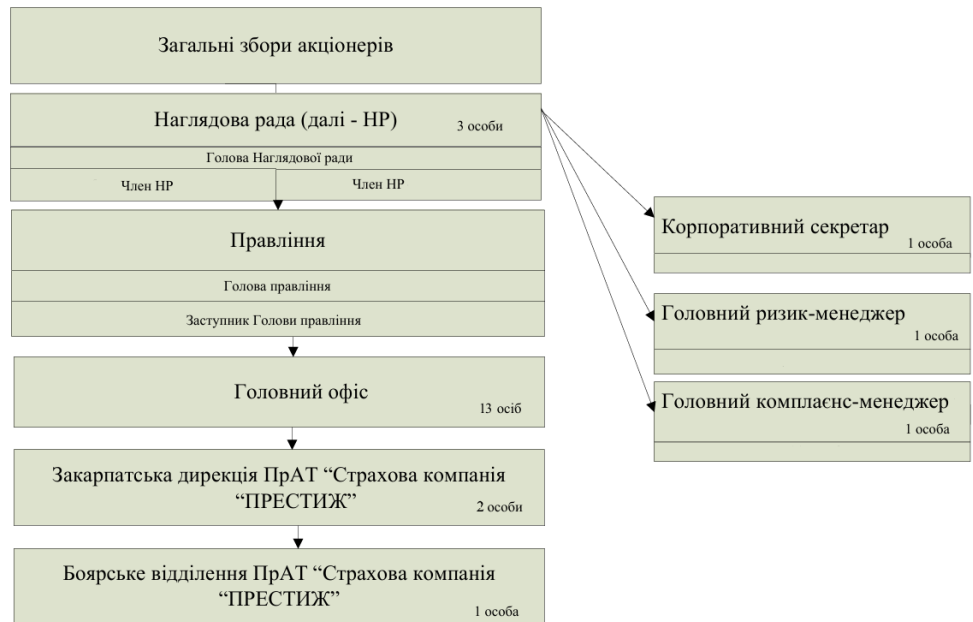 Загальні збори акціонерів
Наглядова рада (далі - НР)
3 особи
Голова Наглядової ради
Член НР
Член НР
Правління
Голова правління
Заступник Голови правління
Головний офіс
13 осіб
Закарпатська дирекція ПрАТ “Страхова компанія
“ПРЕСТИЖ”
2 особи
Боярське відділення ПрАТ “Страхова компанія
“ПРЕСТИЖ”
1 особа
Корпоративний секретар
1 особа
Головний ризик-менеджер
1 особа
Головний комплаєнс-менеджер
1 особа